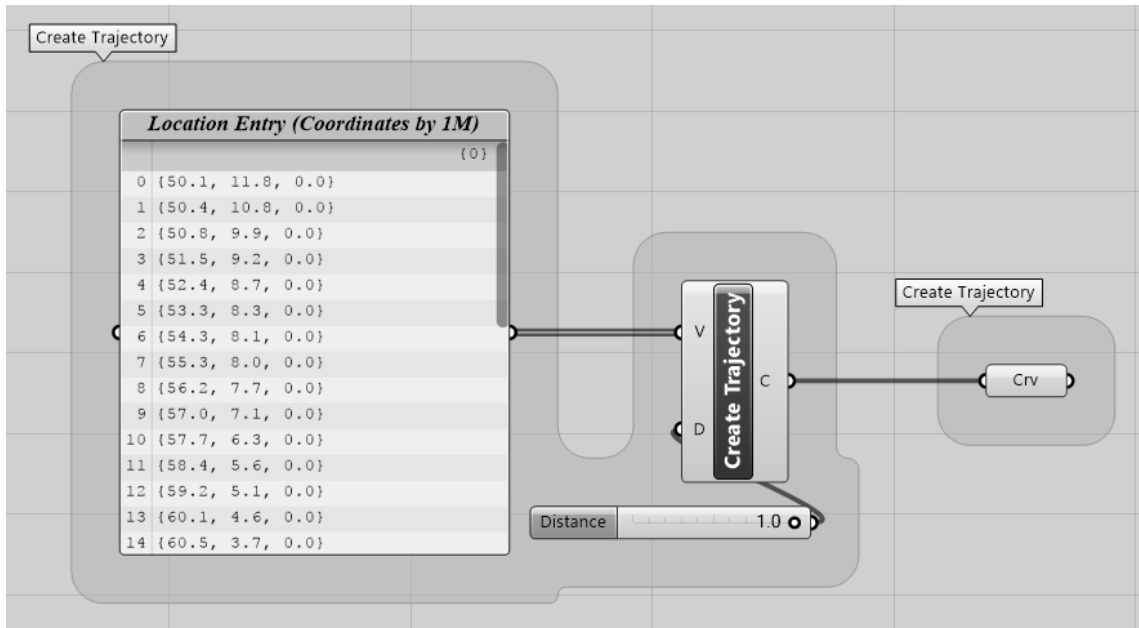 Create Trajectory
Location Entry (Coordinates by 1M)
{0}
0 {50.1, 11.8, 0.0}
1 {50.4, 10.8, 0.0}
2 {50.8, 9.9, 0.0}
3 {51.5, 9.2, 0.0}
4 {52.4, 8.7, 0.0}
5 {53.3, 8.3, 0.0}
6 {54.3, 8.1, 0.0}
7 {55.3, 8.0, 0.0}
8 {56.2, 7.7, 0.0}
9 {57.0, 7.1, 0.0}
10 {57.7, 6.3, 0.0}
11 {58.4, 5.6, 0.0}
12 {59.2, 5.1, 0.0}
13 {60.1, 4.6, 0.0}
14 {60.5, 3.7, 0.0}
V
D
Create Trajectory
C
Distance 1.0
Create Trajectory
Crv